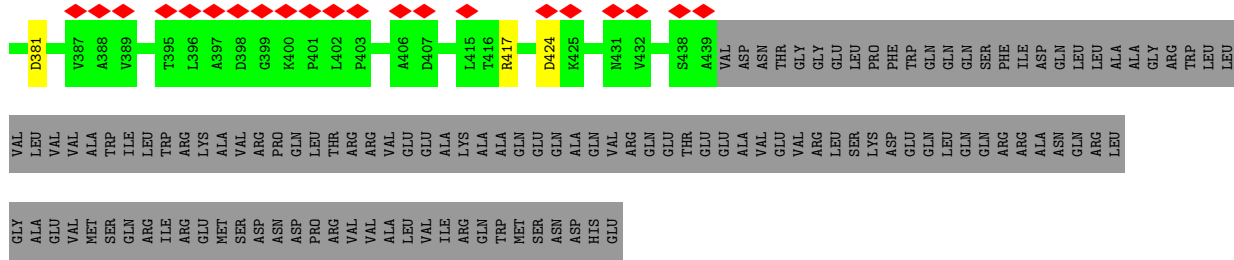 D381 V387 A388 V389 T395 L396 A397 D398 G399 K400 P401 L402 P403 A406 D407 L415 T416 R417 D424 K425 N431 V432 S438 A439 VAL ASP ASN THR GLY GLY GLU LEU PRO PHE TRP GLN GLN GLN SER PHE ILE ASP GLN LEU LEU ALA ALA GLY ARG TRP LEU LEU
VAL LEU VAL VAL ALA TRP ILE LEU TRP ARG LYS ALA VAL ARG PRO GLN LEU THR ARG ARG VAL GLU GLU ALA LYS ALA ALA GLN GLU GLN ALA GLN VAL ARG GLN GLU THR GLU GLU ALA VAL GLU VAL ARG LEU SER LYS ASP GLU GLN LEU GLN GLN ARG ARG ALA ASN GLN ARG LEU
GLY ALA GLU VAL MET SER GLN ARG ILE ARG GLU MET SER ASP ASN ASP PRO ARG VAL VAL ALA LEU VAL ILE ARG GLN TRP MET SER ASN ASP HIS GLU